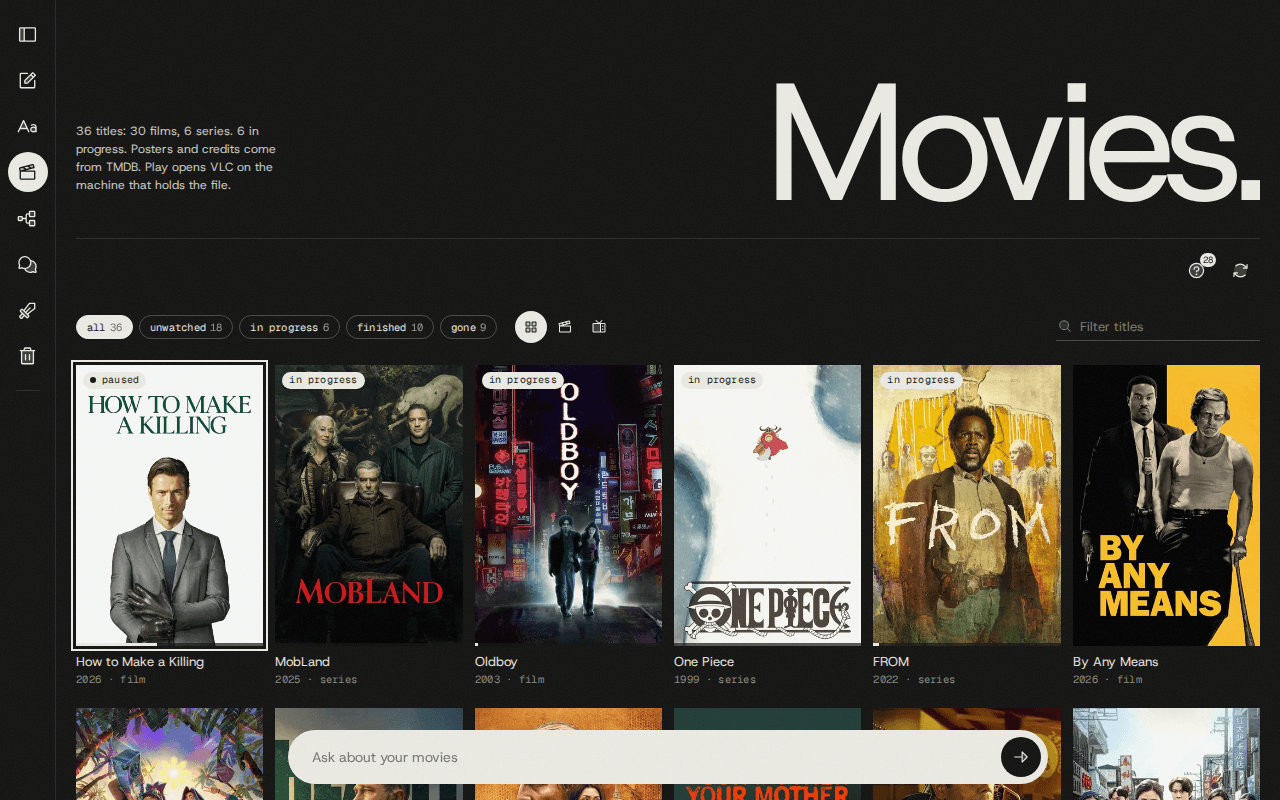 Aa
36 titles: 30 films, 6 series. 6 in
progress. Posters and credits come
from TMDB. Play opens VLC on the
machine that holds the file.
Movies.
28
all 36
unwatched 18
in progress 6
finished 10
gone 9
Filter titles
paused
HOW TO MAKE
A KILLING
in progress
MOBLAND
in progress
OLDBOY
in progress
ONE PIECE
in progress
FROM
BY
ANY
MEANS
How to Make a Killing
2026 · film
MobLand
2025 · series
Oldboy
2003 · film
One Piece
1999 · series
FROM
2022 · series
By Any Means
2026 · film
Ask about your movies
YOUR MOTHER